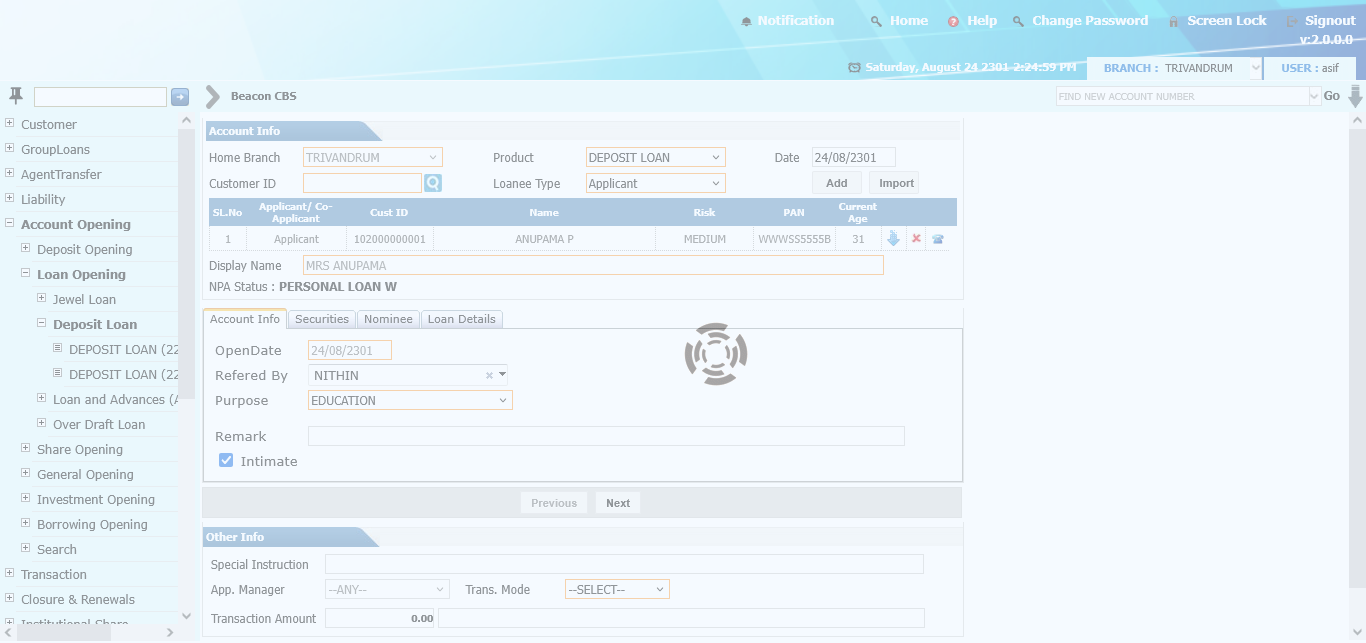 Notification Home Help Change Password Screen Lock Signout
v:2.0.0.0
Saturday, August 24 2301 2:24:59 PM BRANCH : TRIVANDRUM USER : asif
Beacon CBS FIND NEW ACCOUNT NUMBER Go
Customer
GroupLoans
AgentTransfer
Liability
Account Opening
Deposit Opening
Loan Opening
Jewel Loan
Deposit Loan
DEPOSIT LOAN (22
DEPOSIT LOAN (22
Loan and Advances (A
Over Draft Loan
Share Opening
General Opening
Investment Opening
Borrowing Opening
Search
Transaction
Closure & Renewals
Institutional Share
Account Info
Home Branch TRIVANDRUM Product DEPOSIT LOAN Date 24/08/2301
Customer ID Loanee Type Applicant Add Import
SL.No Applicant/ Co-Applicant Cust ID Name Risk PAN Current Age
1 Applicant 102000000001 ANUPAMA P MEDIUM WWWSS5555B 31
Display Name MRS ANUPAMA
NPA Status : PERSONAL LOAN W
Account Info Securities Nominee Loan Details
OpenDate 24/08/2301
Refered By NITHIN
Purpose EDUCATION
Remark
Intimate
Previous Next
Other Info
Special Instruction
App. Manager --ANY-- Trans. Mode --SELECT--
Transaction Amount 0.00